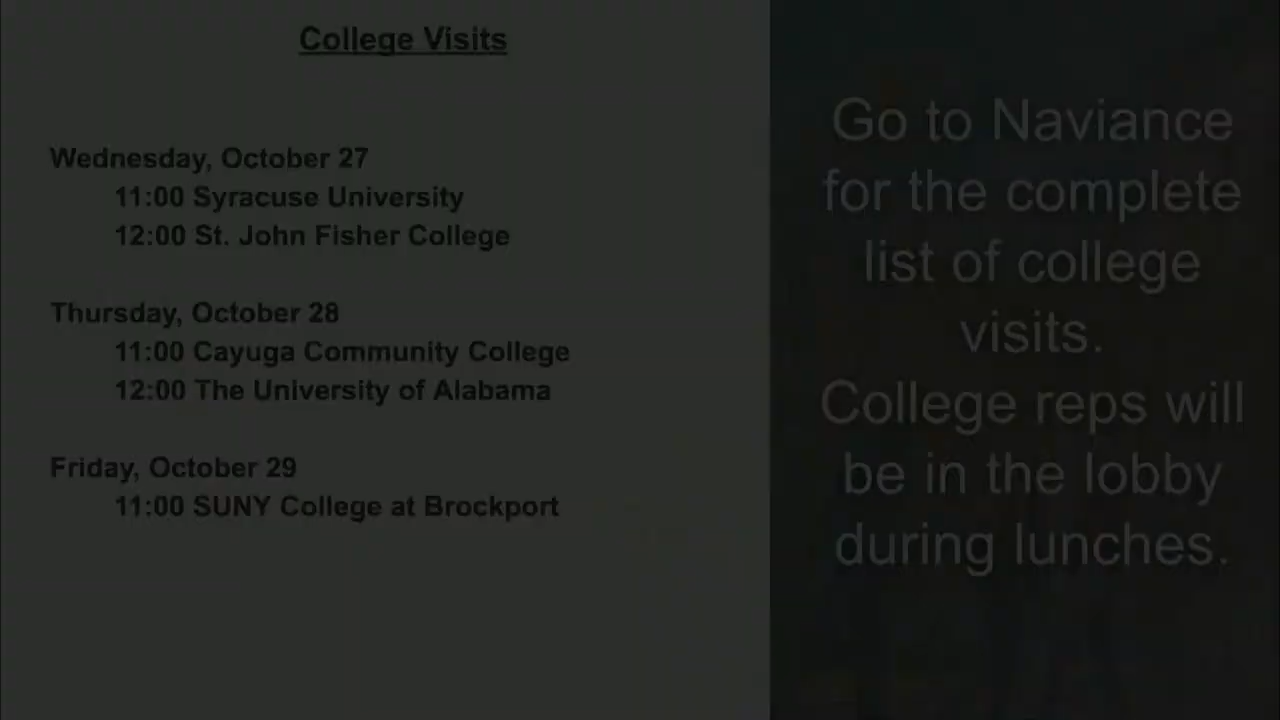 College Visits
Wednesday, October 27
11:00 Syracuse University
12:00 St. John Fisher College
Thursday, October 28
11:00 Cayuga Community College
12:00 The University of Alabama
Friday, October 29
11:00 SUNY College at Brockport
Go to Naviance
for the complete
list of college
visits.
College reps will
be in the lobby
during lunches.